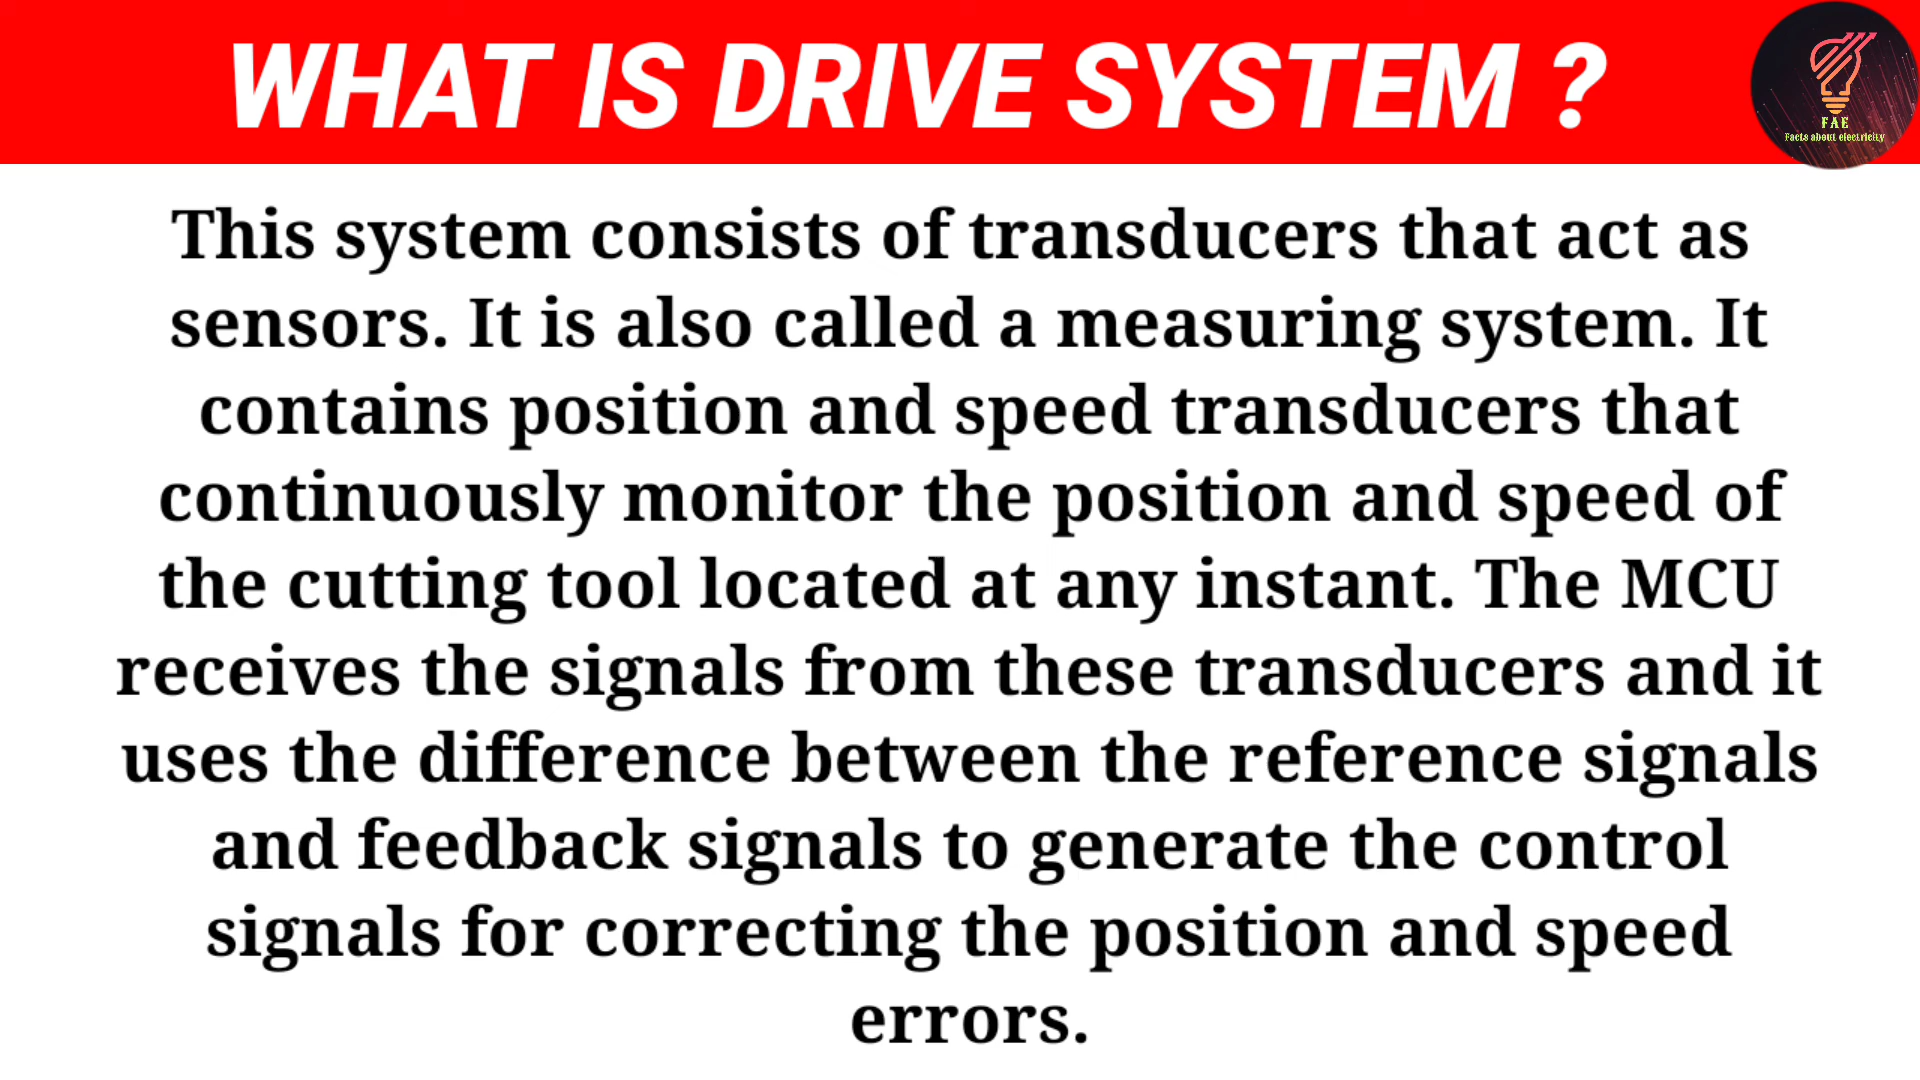 WHAT IS DRIVE SYSTEM ?
FAE
Facts about electricity
This system consists of transducers that act as
sensors. It is also called a measuring system. It
contains position and speed transducers that
continuously monitor the position and speed of
the cutting tool located at any instant. The MCU
receives the signals from these transducers and it
uses the difference between the reference signals
and feedback signals to generate the control
signals for correcting the position and speed
errors.